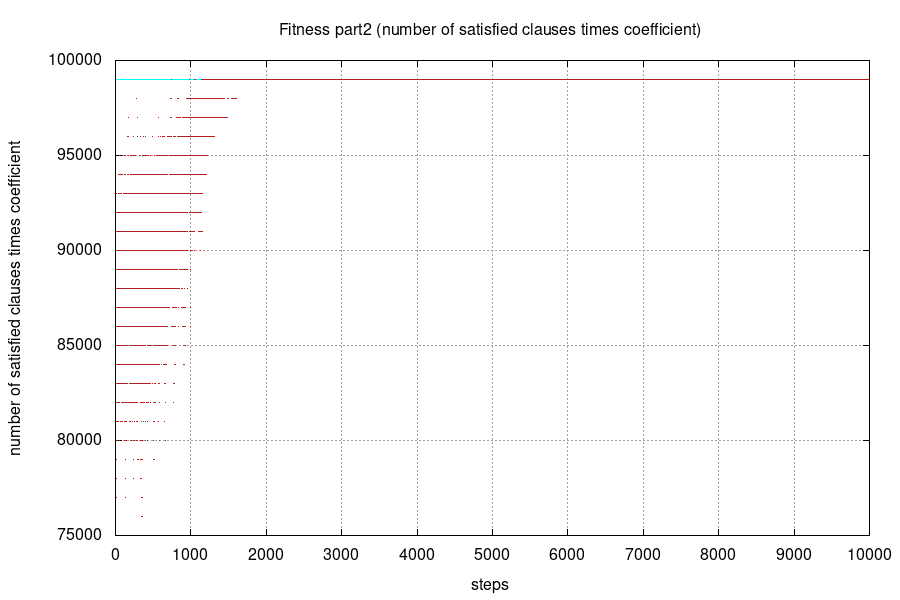 Fitness part2 (number of satisfied clauses times coefficient)
100000
95000
90000
85000
80000
75000
number of satisfied clauses times coefficient
0 1000 2000 3000 4000 5000 6000 7000 8000 9000 10000
steps